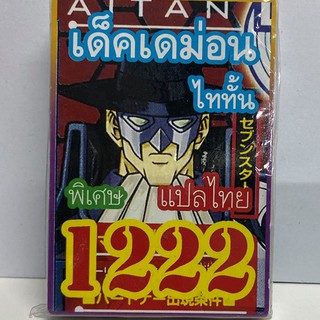 AITAN
เด็คเดม่อน
ไททั้น
セブンスター
พิเศษ
แปลไทย
1222